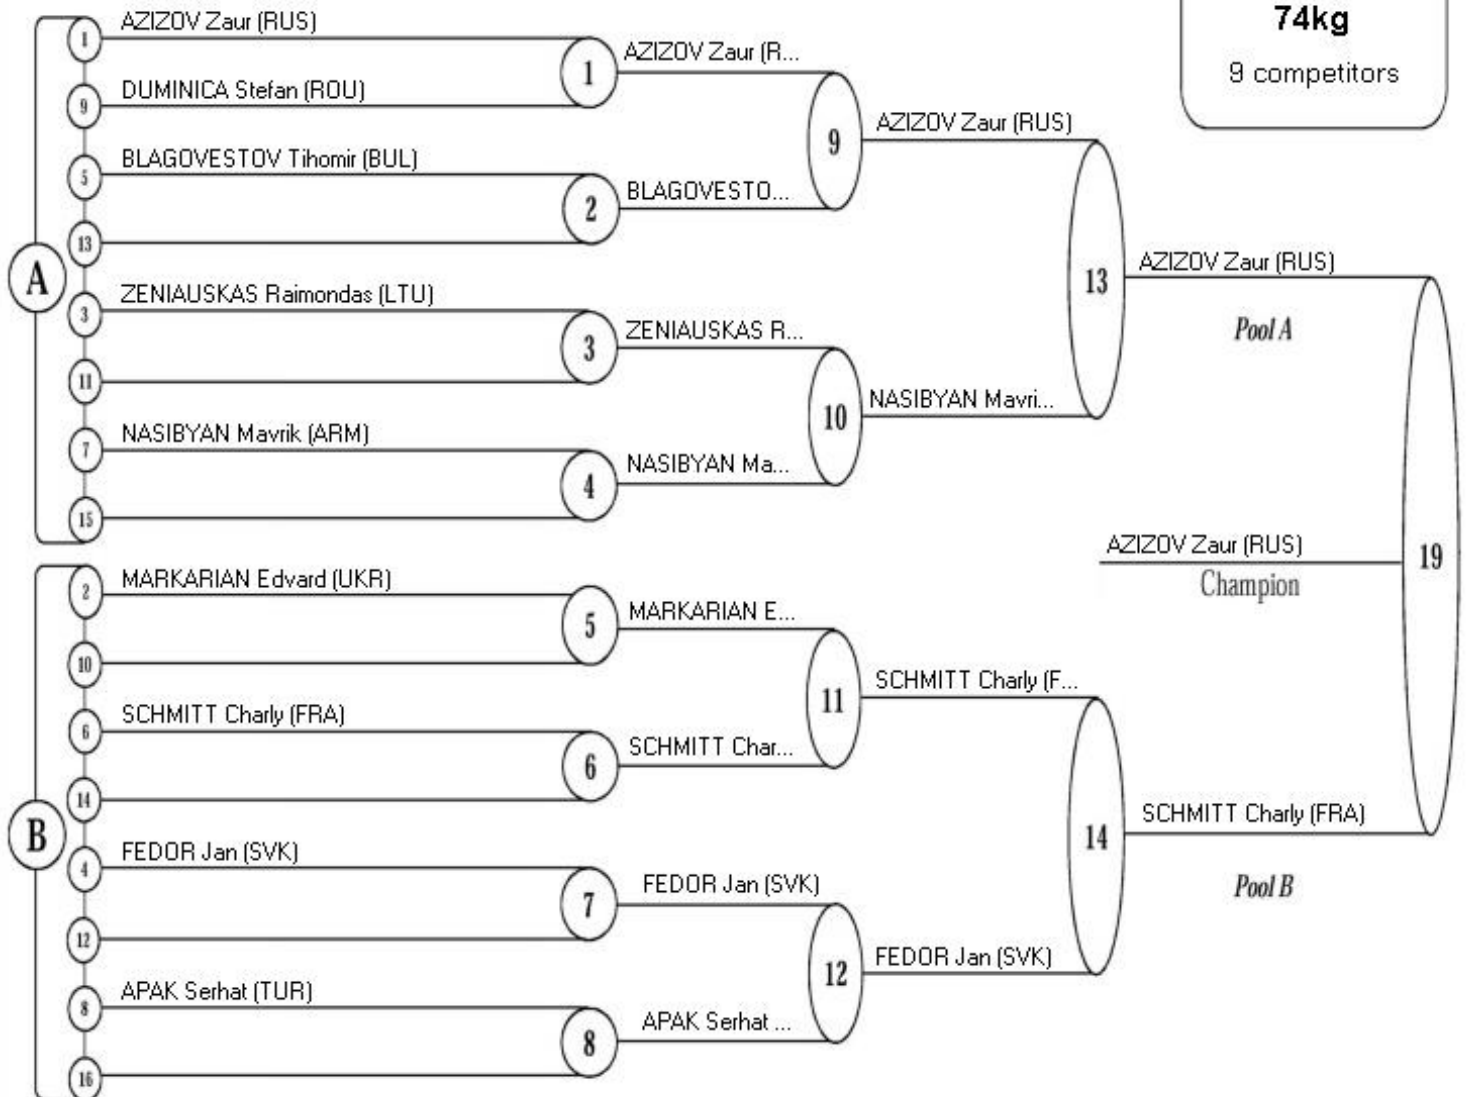 74kg
9 competitors
A
1
AZIZOV Zaur (RUS)
9
DUMINICA Stefan (ROU)
5
BLAGOVESTOV Tihomir (BUL)
13
3
ZENIAUSKAS Raimondas (LTU)
11
7
NASIBYAN Mavrik (ARM)
15
B
2
MARKARIAN Edvard (UKR)
10
6
SCHMITT Charly (FRA)
14
4
FEDOR Jan (SVK)
12
8
APAK Serhat (TUR)
16
1
2
3
4
5
6
7
8
AZIZOV Zaur (R...
BLAGOVESTO...
ZENIAUSKAS R...
NASIBYAN Ma...
MARKARIAN E...
SCHMITT Char...
FEDOR Jan (SVK)
APAK Serhat ...
9
10
11
12
AZIZOV Zaur (RUS)
NASIBYAN Mavri...
SCHMITT Charly (F...
FEDOR Jan (SVK)
13
14
AZIZOV Zaur (RUS)
Pool A
AZIZOV Zaur (RUS)
Champion
SCHMITT Charly (FRA)
Pool B
19